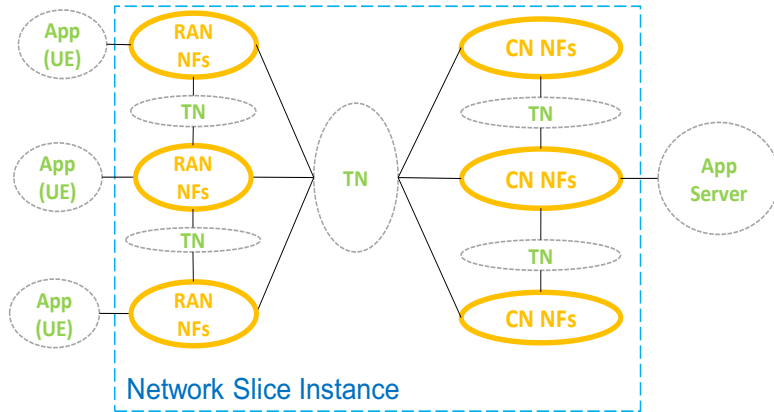 App
(UE)
RAN
NFs
CN NFs
TN
TN
App
(UE)
RAN
NFs
TN
CN NFs
App
Server
TN
TN
App
(UE)
RAN
NFs
CN NFs
Network Slice Instance